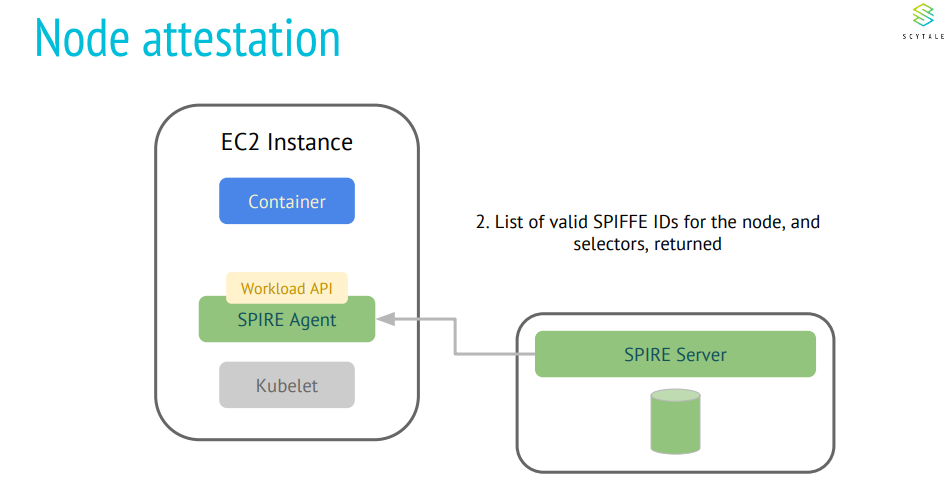 Node attestation
SCYTALE
EC2 Instance
Container
2. List of valid SPIFFE IDs for the node, and
selectors, returned
Workload API
SPIRE Agent
SPIRE Server
Kubelet